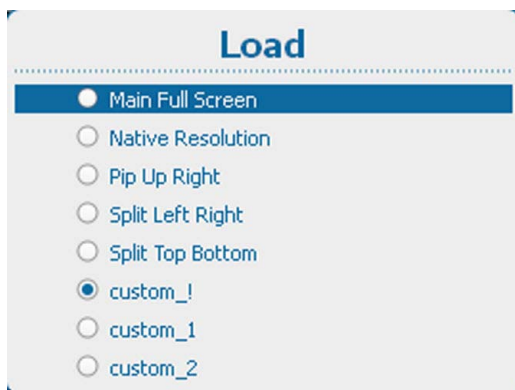 Load
Main Full Screen
Native Resolution
Pip Up Right
Split Left Right
Split Top Bottom
custom_!
custom_1
custom_2